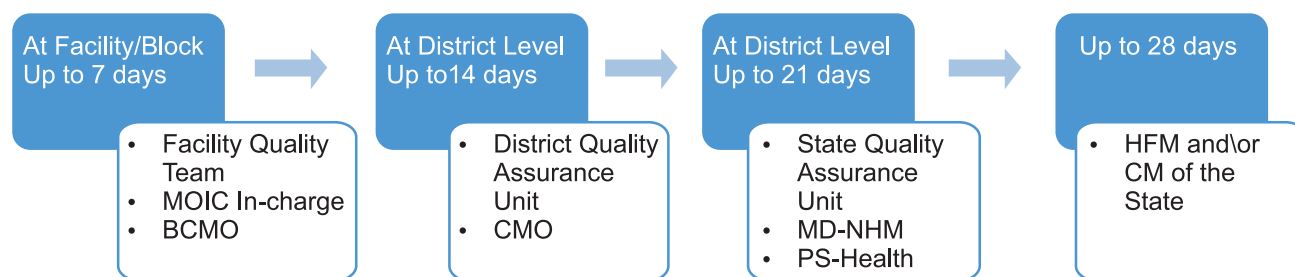 At Facility/Block
Up to 7 days
• Facility Quality
Team
• MOIC In-charge
• BCMO
At District Level
Up to14 days
• District Quality
Assurance
Unit
• CMO
At District Level
Up to 21 days
• State Quality
Assurance
Unit
• MD-NHM
• PS-Health
Up to 28 days
• HFM and\or
CM of the
State